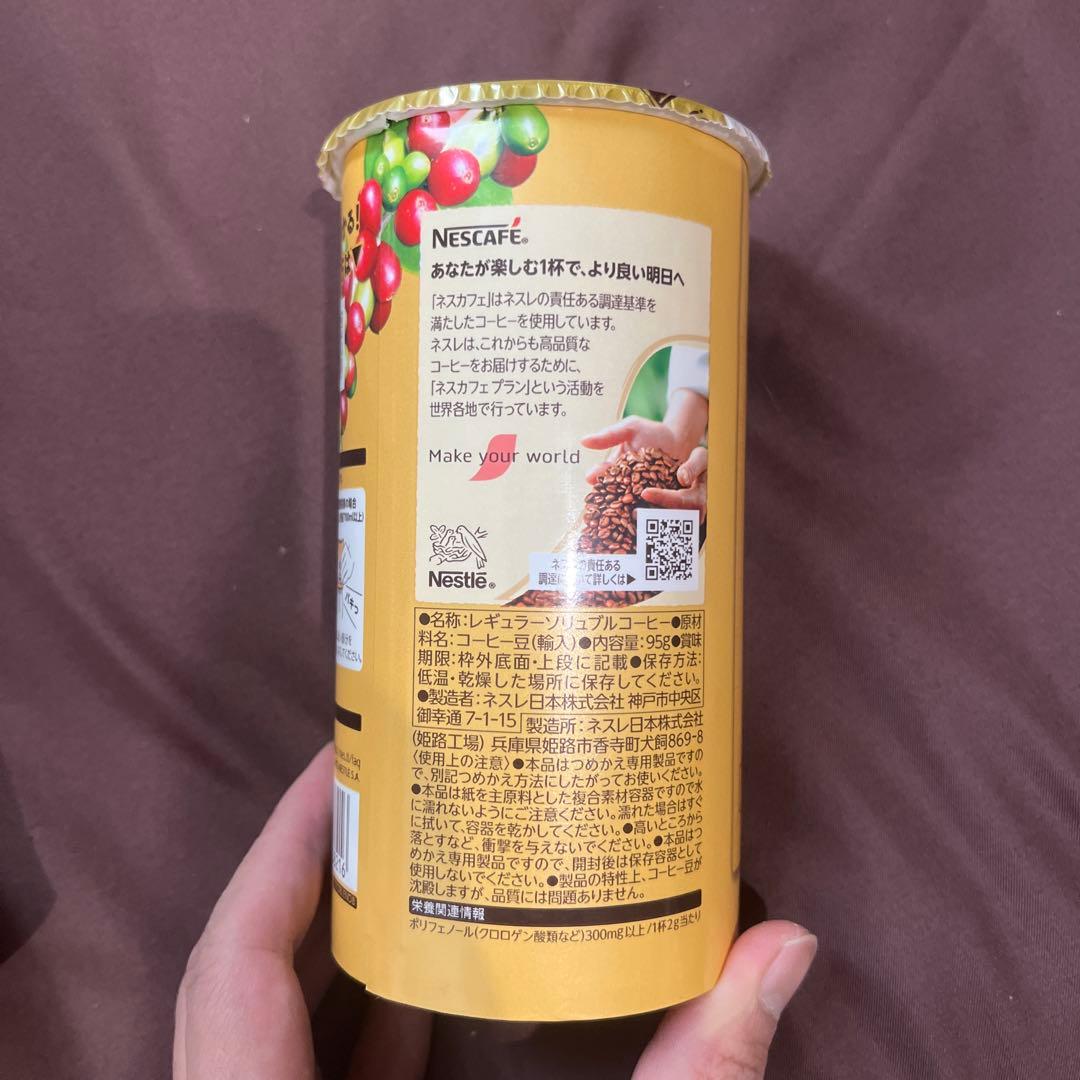 NESCAFÉ®
あなたが楽しむ1杯で、より良い明日へ
「ネスカフェ」はネスレの責任ある調達基準を
満たしたコーヒーを使用しています。
ネスレは、これからも高品質な
コーヒーをお届けするために、
「ネスカフェ プラン」という活動を
世界各地で行っています。
Make your world
Nestlé®
の責任ある
調達に
て詳しくは▶
●名称:レギュラーソリュブルコーヒー●原材
料名:コーヒー豆(輸入)●内容量:95g●賞味
期限:枠外底面・上段に記載●保存方法:
低温・乾燥した場所に保存してください。
●製造者:ネスレ日本株式会社 神戸市中央区
御幸通7-1-15 製造所:ネスレ日本株式会社
(姫路工場) 兵庫県姫路市香寺町犬飼869-8
〈使用上の注意〉●本品はつめかえ専用製品ですの
で、別記つめかえ方法にしたがってお使いください。
●本品は紙を主原料とした複合素材容器ですので水
に濡れないようにご注意ください。濡れた場合はすぐ
に拭いて、容器を乾かしてください。●高いところから
落とすなど、衝撃を与えないでください。●本品はつ
めかえ専用製品ですので、開封後は保存容器として
使用しないでください。●製品の特性上、コーヒー豆が
沈殿しますが、品質には問題ありません。
栄養関連情報
ポリフェノール(クロロゲン酸類など)300mg以上/1杯2g当たり
る!
は▶
の場合
パキっ
NESTLÉ S.A.